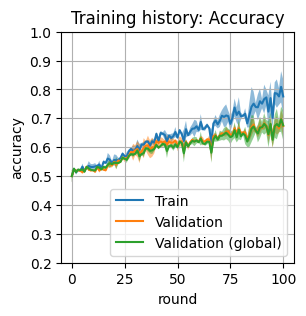 Training history: Accuracy
1.0
0.9
0.8
0.7
0.6
0.5
0.4
0.3
0.2
accuracy
Train
Validation
Validation (global)
0 25 50 75 100
round